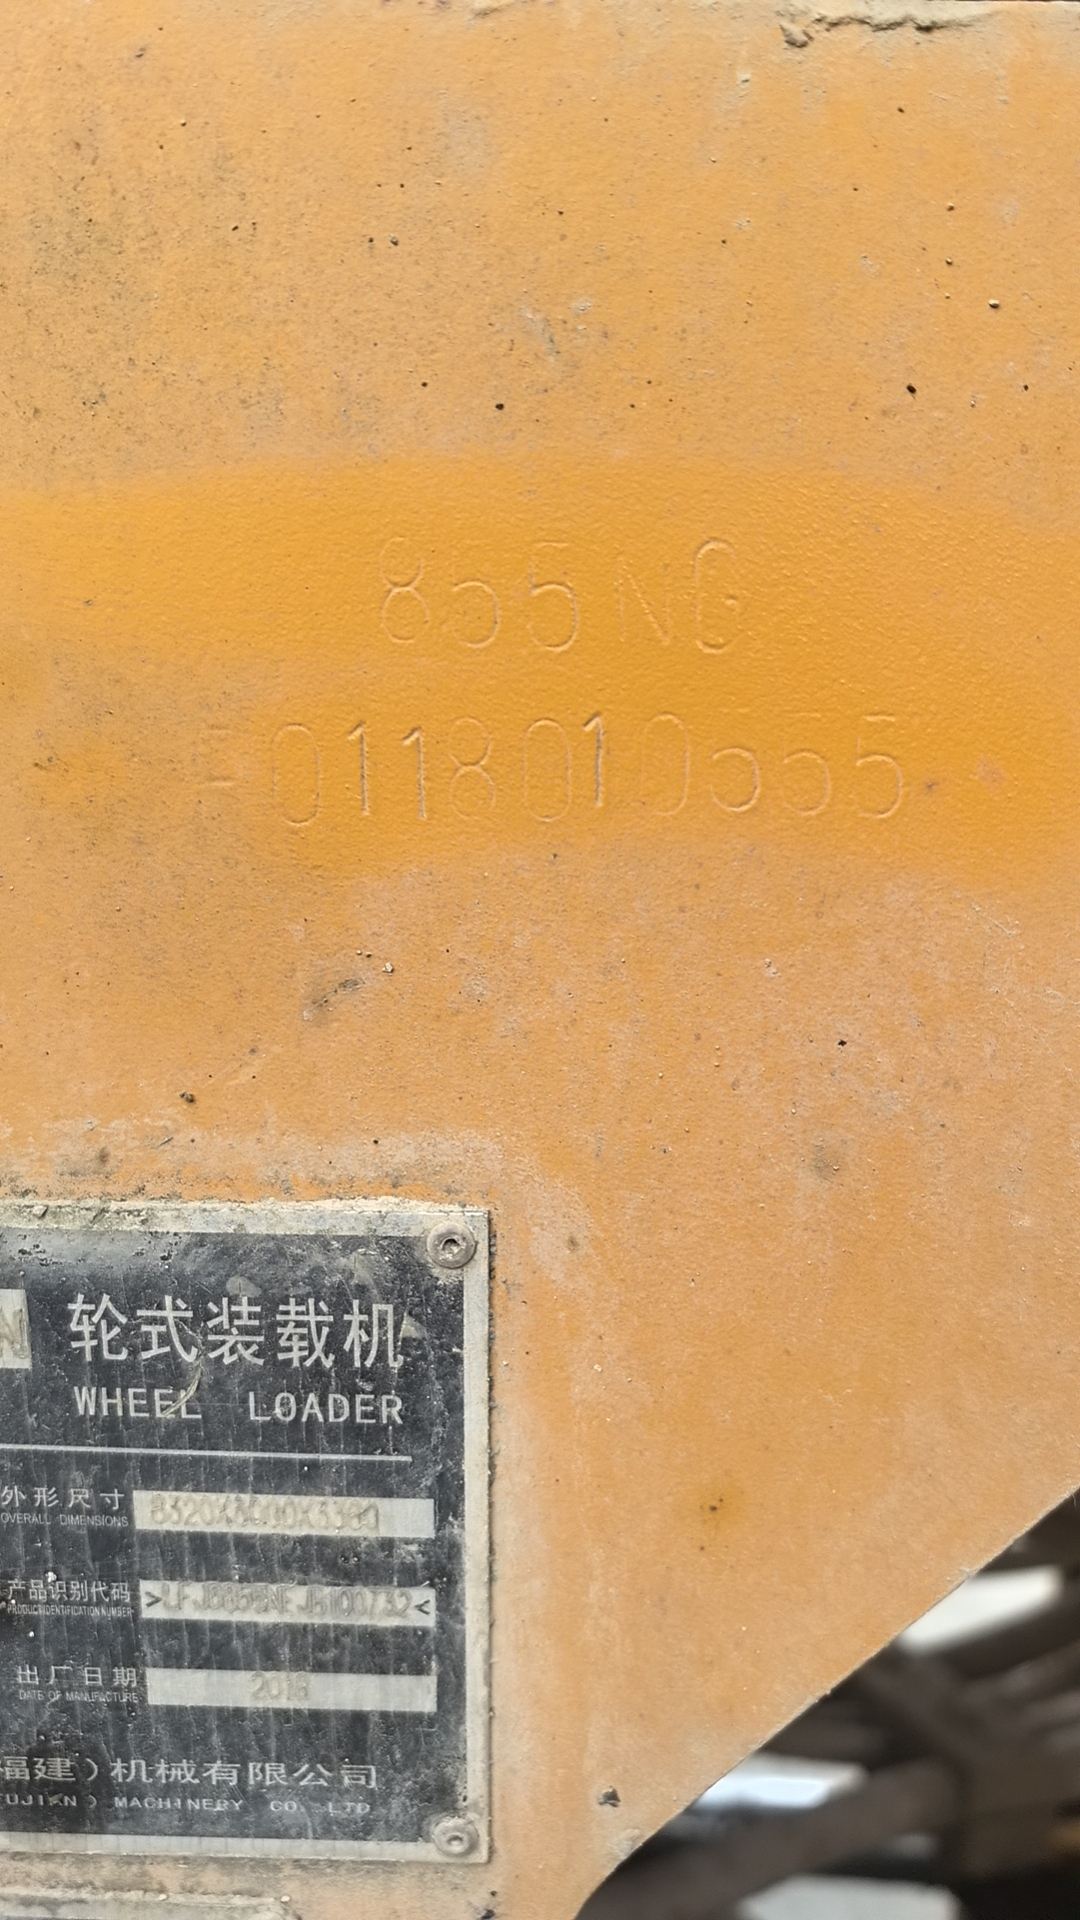 855NG
0118010555
轮式装载机
WHEEL LOADER
外形尺寸
OVERALL DIMENSIONS
产品识别代码
PRODUCT IDENTIFICATION NUMBER
出厂日期
DATE OF MANUFACTURE
2018
福建）机械有限公司
FUJIAN ) MACHINERY CO. LTD